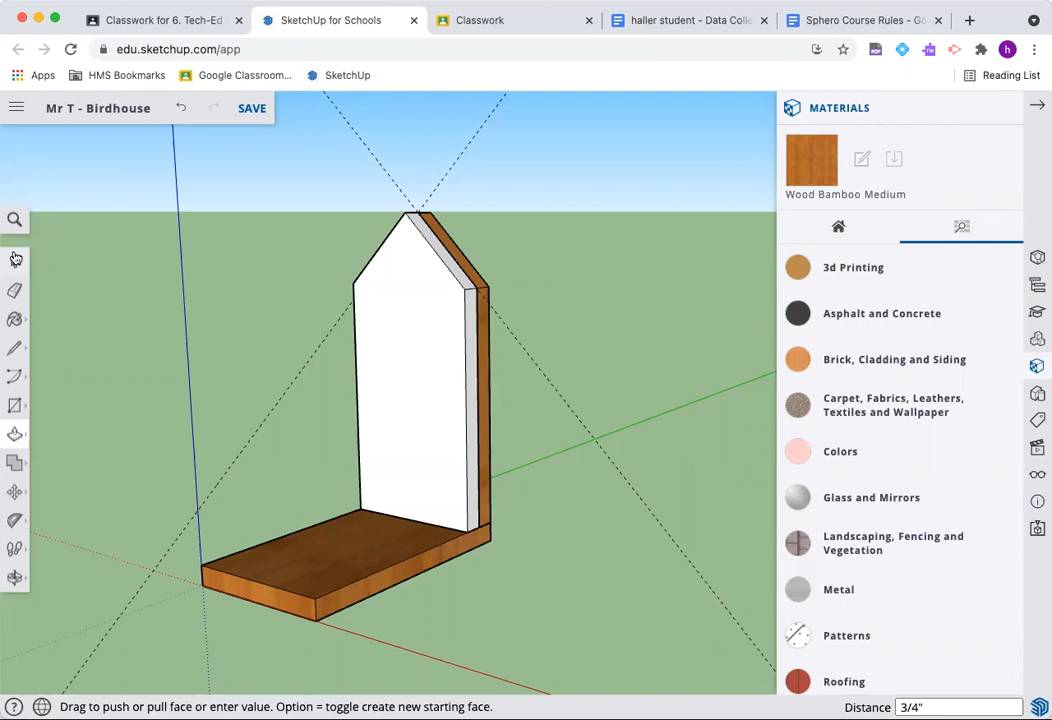 Classwork for 6. Tech-Ed
SketchUp for Schools
Classwork
haller student - Data Colle
Sphero Course Rules - Go
edu.sketchup.com/app
h
Apps
HMS Bookmarks
Google Classroom...
SketchUp
Reading List
Mr T - Birdhouse
SAVE
MATERIALS
Wood Bamboo Medium
3d Printing
Asphalt and Concrete
Brick, Cladding and Siding
Carpet, Fabrics, Leathers,
Textiles and Wallpaper
Colors
Glass and Mirrors
Landscaping, Fencing and
Vegetation
Metal
Patterns
Roofing
Drag to push or pull face or enter value. Option = toggle create new starting face.
Distance
3/4"